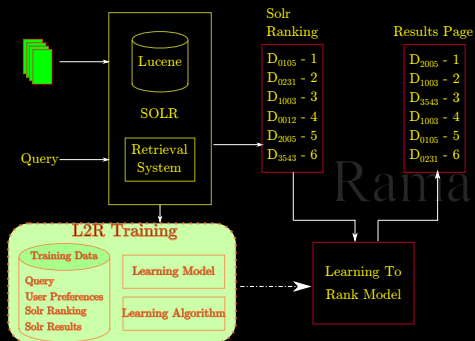 Solr
Ranking
Results Page
Lucene
SOLR
Retrieval
System
Query
D0105 - 1
D0231 - 2
D1003 - 3
D0012 - 4
D2005 - 5
D3543 - 6
D2005 - 1
D1003 - 2
D3543 - 3
D1003 - 4
D0105 - 5
D0231 - 6
Rama
L2R Training
Training Data
Query
User Preferences
Solr Ranking
Solr Results
Learning Model
Learning Algorithm
Learning To
Rank Model